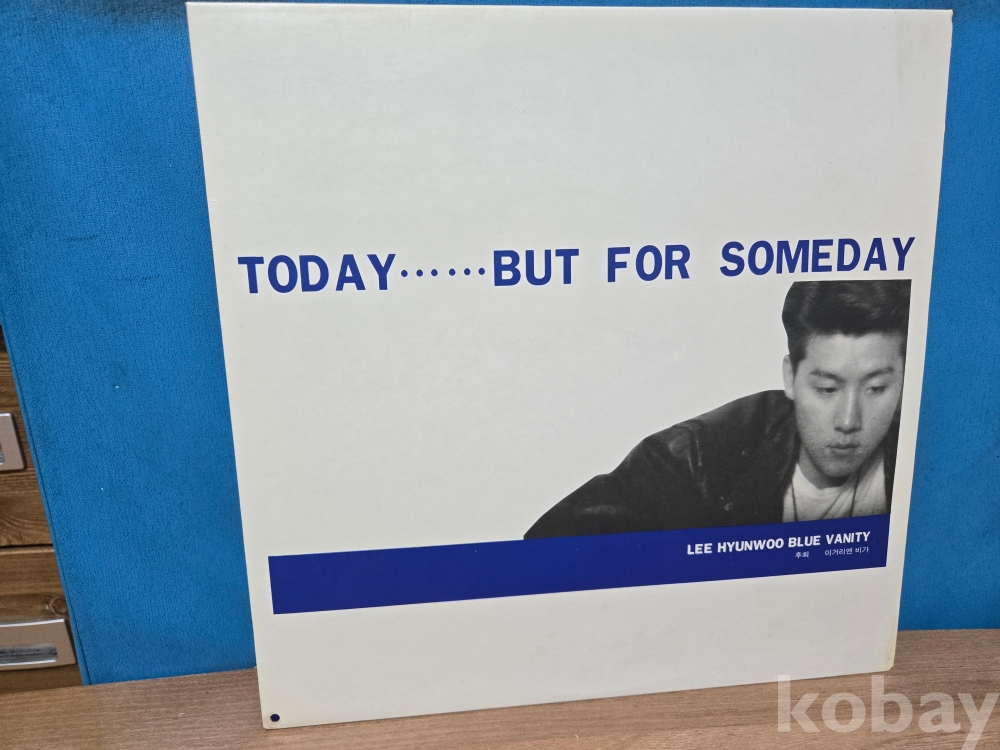 TODAY······BUT FOR SOMEDAY
LEE HYUNWOO BLUE VANITY
후회 이거리엔 비가
kobay